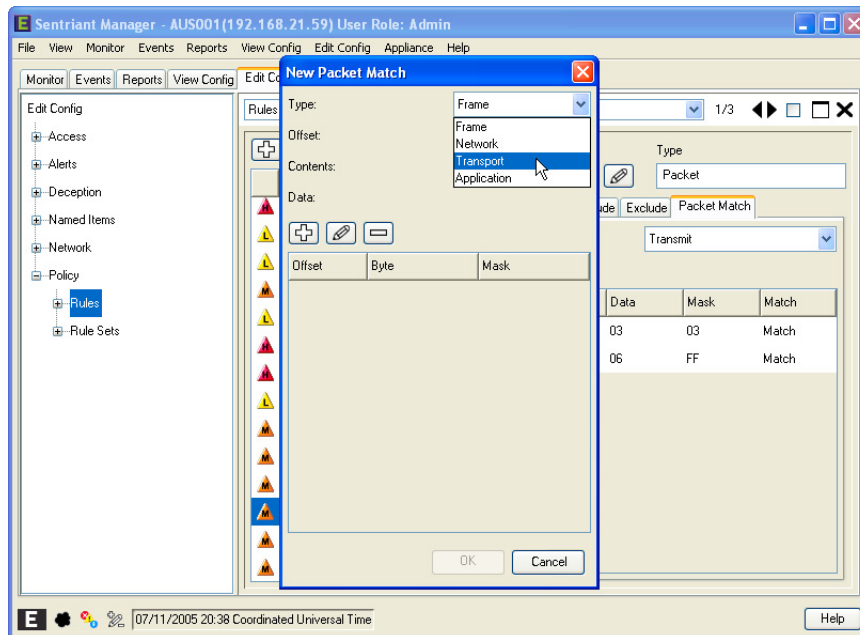 Sentriant Manager - AUS001(192.168.21.59) User Role: Admin
File View Monitor Events Reports View Config Edit Config Appliance Help
Monitor Events Reports View Config Edit Co
Edit Config
Access
Alerts
Deception
Named Items
Network
Policy
Rules
Rule Sets
Rules
1/3
New Packet Match
Type: Frame
Frame
Network
Transport
Application
Offset:
Contents:
Data:
Offset Byte Mask
OK Cancel
Type
Packet
ude Exclude Packet Match
Transmit
Data Mask Match
03 03 Match
06 FF Match
H
L
L
M
L
H
H
L
M
M
M
M
M
M
E 07/11/2005 20:38 Coordinated Universal Time
Help